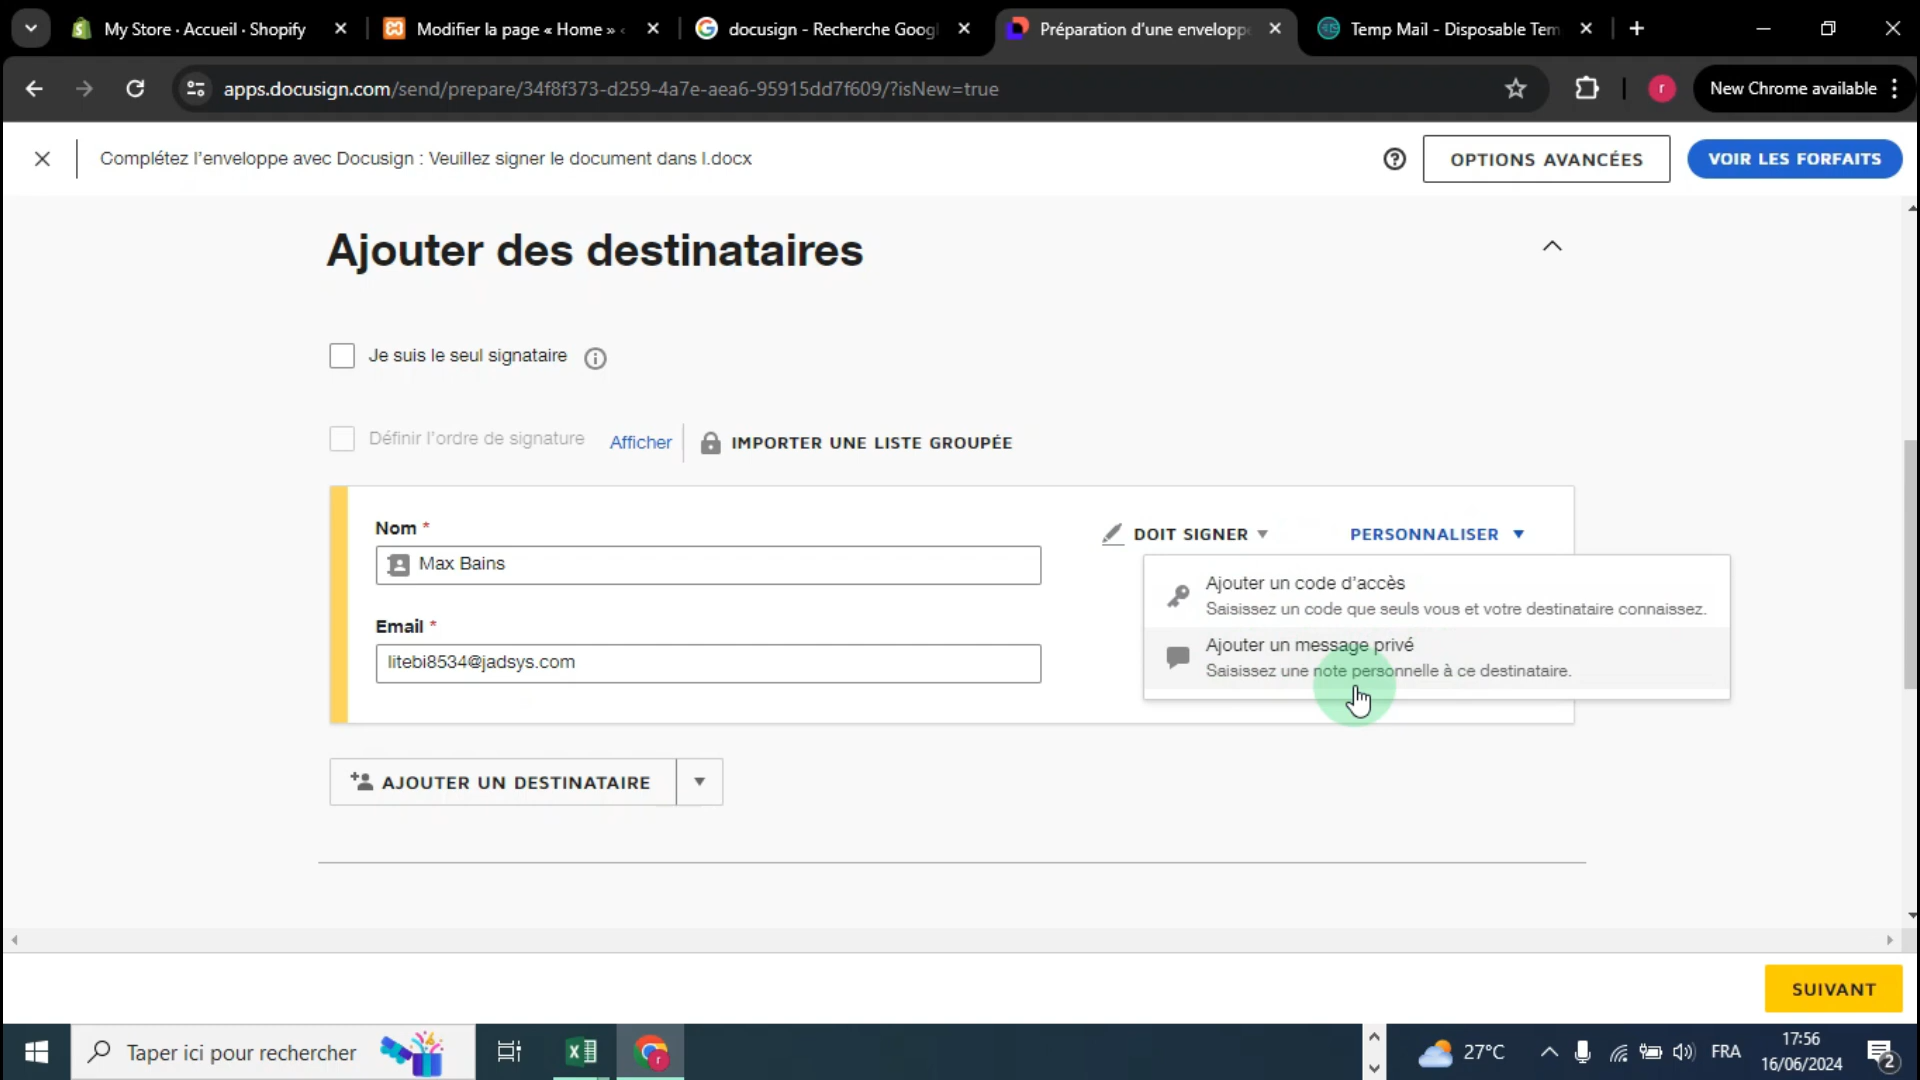 My Store · Accueil · Shopify
Modifier la page « Home » ‹
docusign - Recherche Googl
Préparation d'une enveloppe
Temp Mail - Disposable Tem
apps.docusign.com/send/prepare/34f8f373-d259-4a7e-aea6-95915dd7f609/?isNew=true
r
New Chrome available
Complétez l'enveloppe avec Docusign : Veuillez signer le document dans l.docx
OPTIONS AVANCÉES
VOIR LES FORFAITS
Ajouter des destinataires
Je suis le seul signataire
Définir l'ordre de signature
Afficher
IMPORTER UNE LISTE GROUPÉE
Nom *
Max Bains
DOIT SIGNER
PERSONNALISER
Ajouter un code d'accès
Saisissez un code que seuls vous et votre destinataire connaissez.
Email *
litebi8534@jadsys.com
Ajouter un message privé
Saisissez une note personnelle à ce destinataire.
AJOUTER UN DESTINATAIRE
SUIVANT
Taper ici pour rechercher
27°C
FRA
17:56
16/06/2024
2